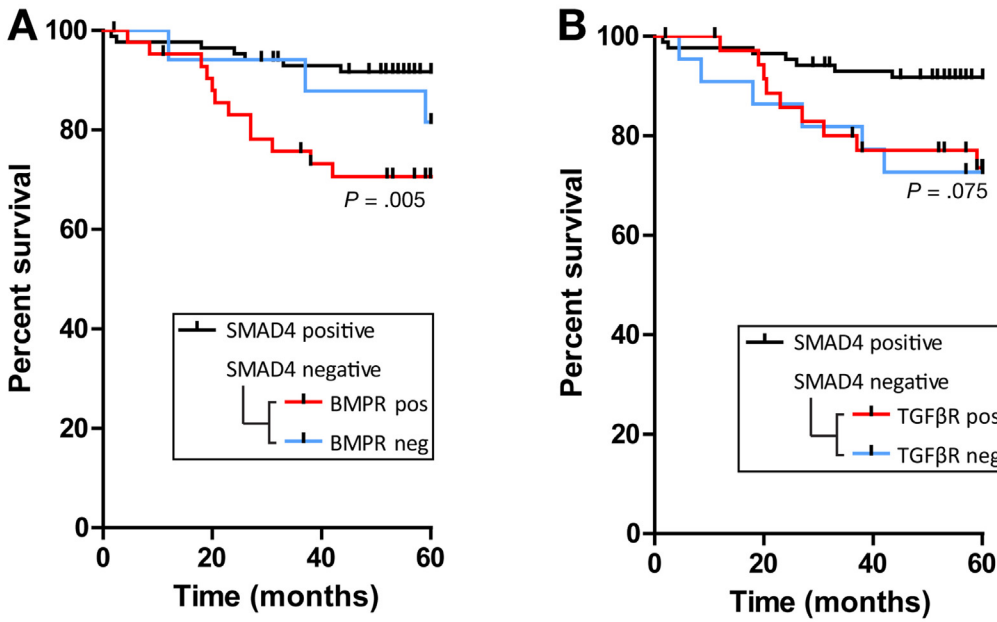 A
Percent survival
100
80
60
40
20
0
0 20 40 60
Time (months)
P = .005
SMAD4 positive
SMAD4 negative
BMPR pos
BMPR neg
B
Percent survival
100
80
60
40
20
0
0 20 40 60
Time (months)
P = .075
SMAD4 positive
SMAD4 negative
TGFβR pos
TGFβR neg